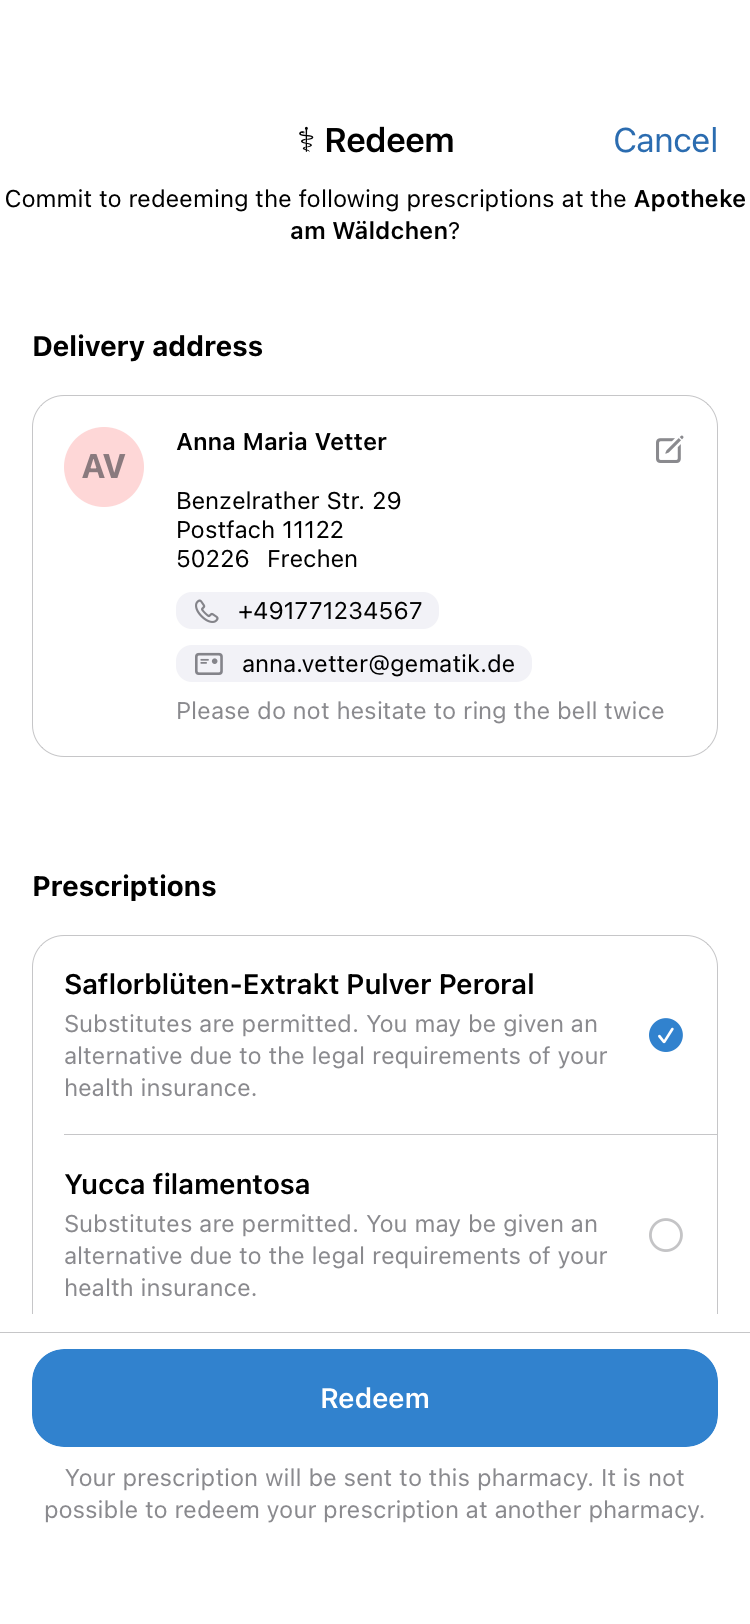 ⚕ Redeem
Cancel
Commit to redeeming the following prescriptions at the Apotheke
am Wäldchen?
Delivery address
AV
Anna Maria Vetter
Benzelrather Str. 29
Postfach 11122
50226 Frechen
+491771234567
anna.vetter@gematik.de
Please do not hesitate to ring the bell twice
Prescriptions
Saflorblüten-Extrakt Pulver Peroral
Substitutes are permitted. You may be given an
alternative due to the legal requirements of your
health insurance.
Yucca filamentosa
Substitutes are permitted. You may be given an
alternative due to the legal requirements of your
health insurance.
Redeem
Your prescription will be sent to this pharmacy. It is not
possible to redeem your prescription at another pharmacy.